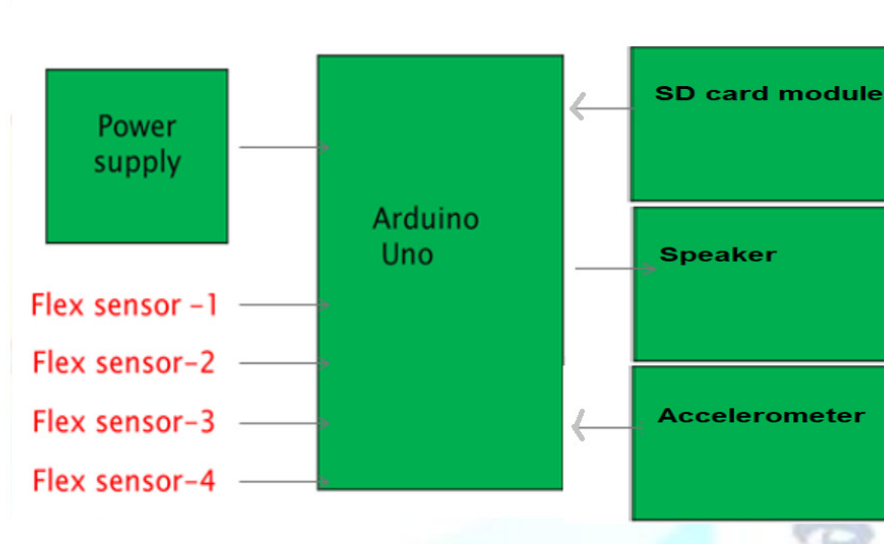 Power
supply
Arduino
Uno
Flex sensor -1
Flex sensor-2
Flex sensor-3
Flex sensor-4
SD card module
Speaker
Accelerometer